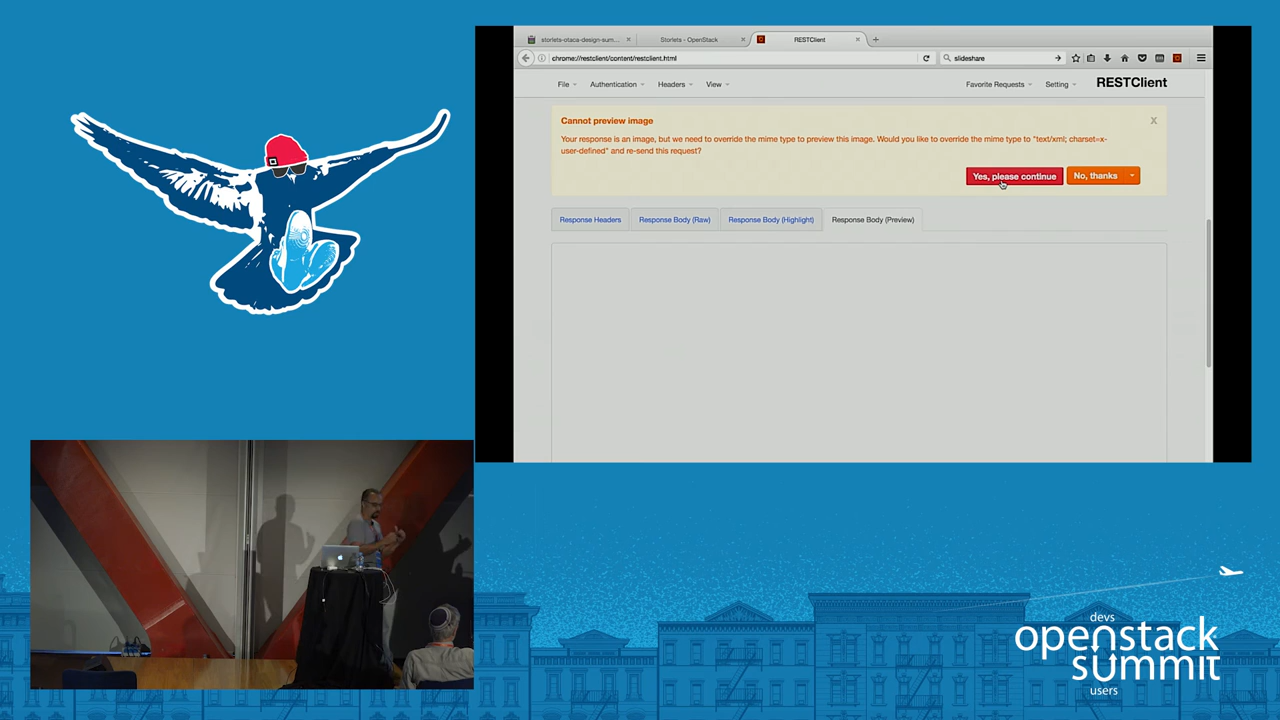 storlets-otaca-design-sum...
Storlets - OpenStack
RESTClient
chrome://restclient/content/restclient.html
slideshare
File
Authentication
Headers
View
Favorite Requests
Setting
RESTClient
Cannot preview image
Your response is an image, but we need to override the mime type to preview this image. Would you like to override the mime type to "text/xml; charset=x-
user-defined" and re-send this request?
Yes, please continue
No, thanks
Response Headers
Response Body (Raw)
Response Body (Highlight)
Response Body (Preview)
devs
openstack
summit
users